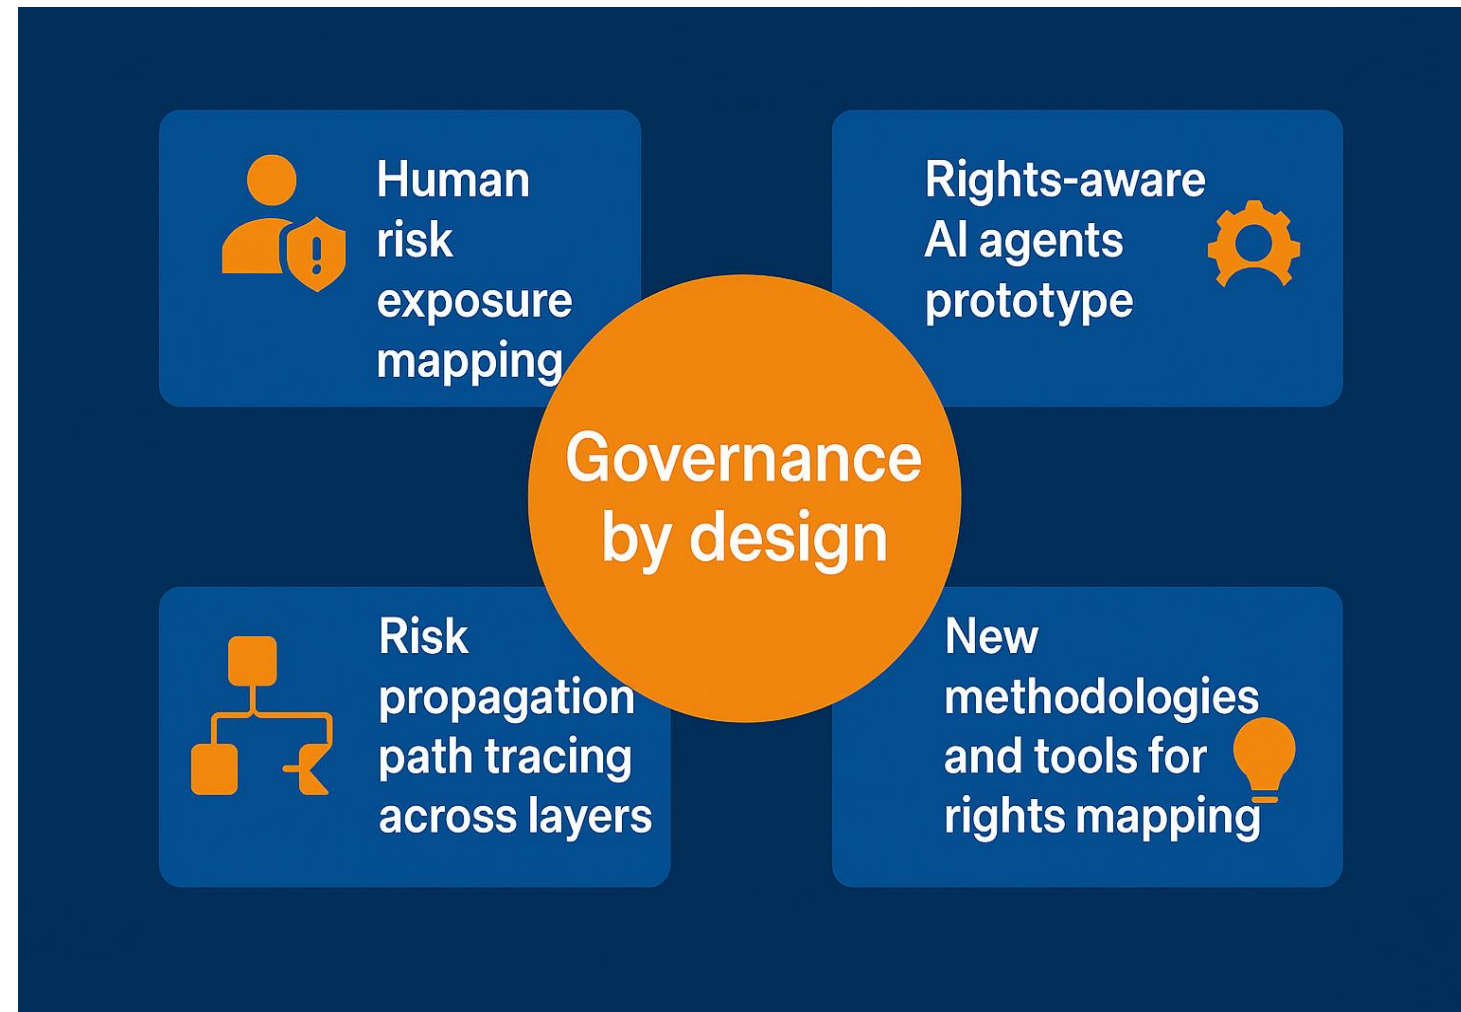 Human
risk
exposure
mapping
Rights-aware
AI agents
prototype
Governance
by design
Risk
propagation
path tracing
across layers
New
methodologies
and tools for
rights mapping